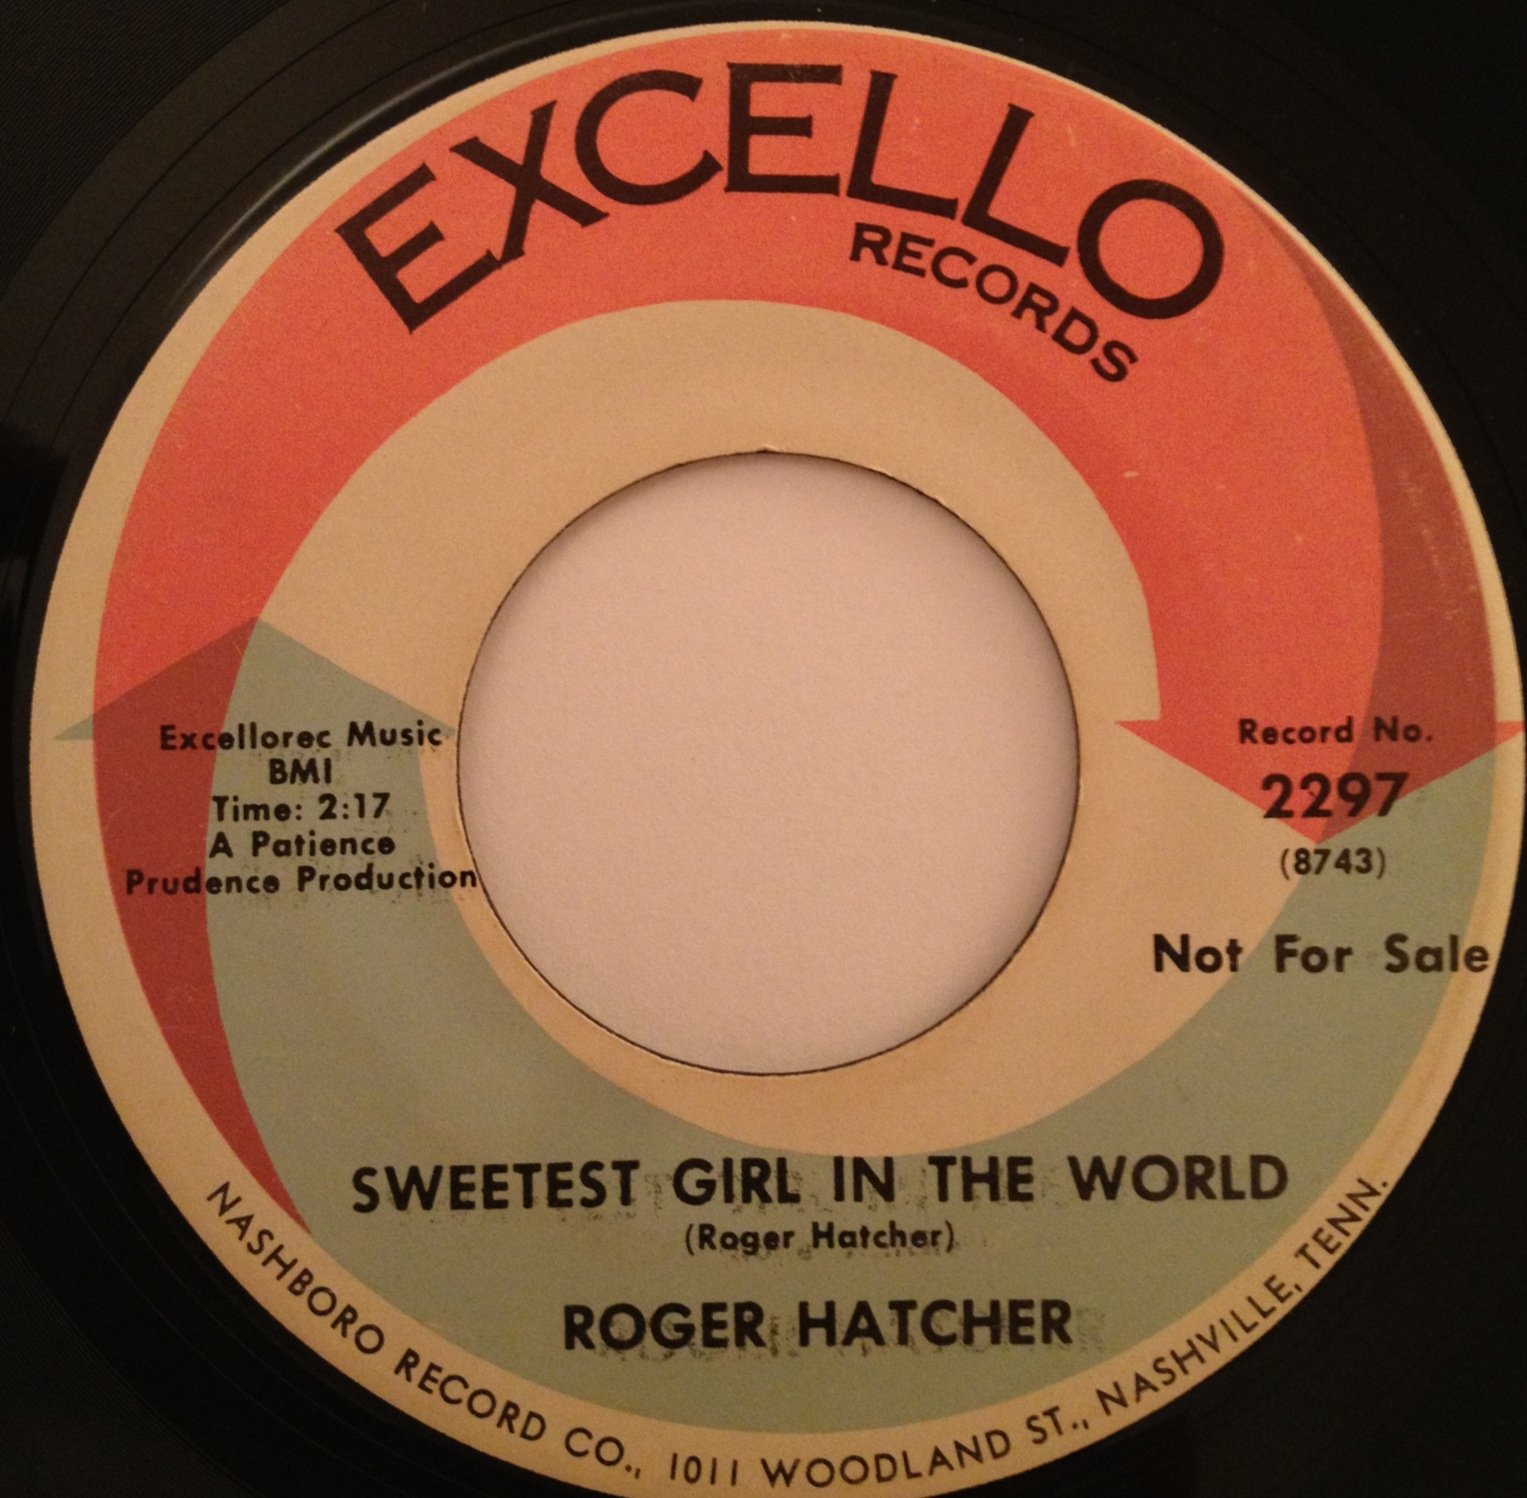 EXCELLO
RECORDS
Excellorec Music
BMI
Time: 2:17
A Patience
Prudence Production
Record No.
2297
(8743)
Not For Sale
SWEETEST GIRL IN THE WORLD
(Roger Hatcher)
ROGER HATCHER
NASHBORO RECORD CO., 1011 WOODLAND ST., NASHVILLE, TENN.